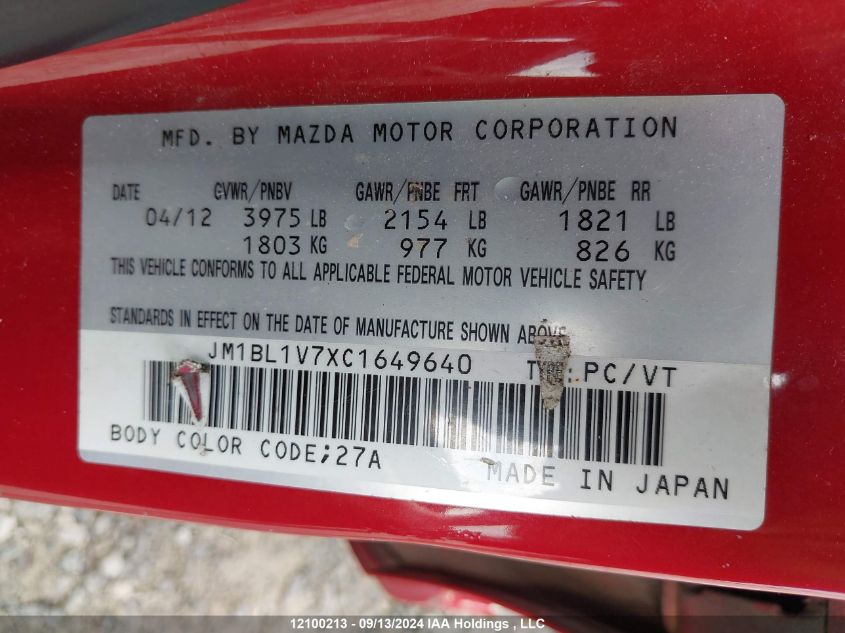 MFD. BY MAZDA MOTOR CORPORATION
DATE GVWR/PNBV GAWR/PNBE FRT GAWR/PNBE RR
04/12 3975 LB 2154 LB 1821 LB
1803 KG 977 KG 826 KG
THIS VEHICLE CONFORMS TO ALL APPLICABLE FEDERAL MOTOR VEHICLE SAFETY
STANDARDS IN EFFECT ON THE DATE OF MANUFACTURE SHOWN ABOVE
JM1BL1V7XC1649640 TYPE:PC/VT
BODY COLOR CODE;27A
MADE IN JAPAN
12100213 - 09/13/2024 IAA Holdings , LLC